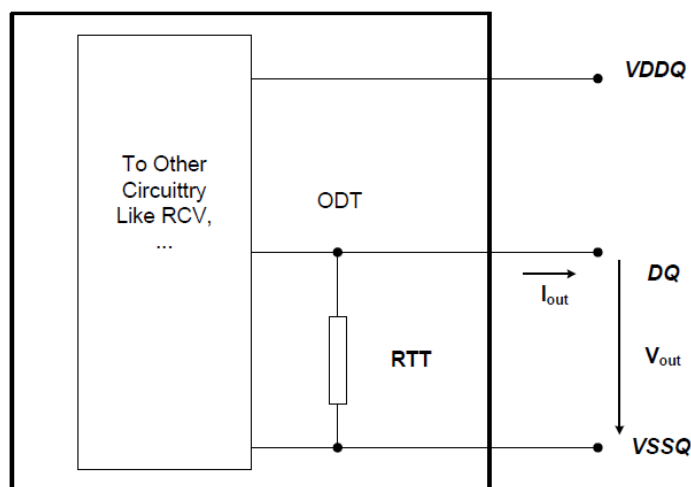 VDDQ
To Other
Circuittry
Like RCV,
...
ODT
DQ
Iout
RTT
Vout
VSSQ